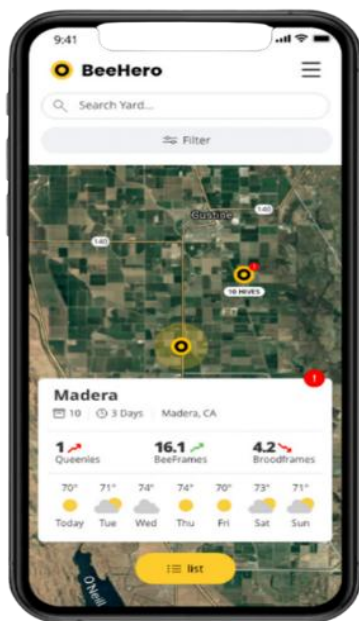 9:41
BeeHero
Search Yard...
Filter
Gustine
140
140
!
10 HIVES
!
Madera
10 3 Days Madera, CA
1 16.1 4.2
Queenles BeeFrames Broodframes
70° 71° 74° 74° 70° 73° 71°
Today Tue Wed Thu Fri Sat Sun
O'Neill
list